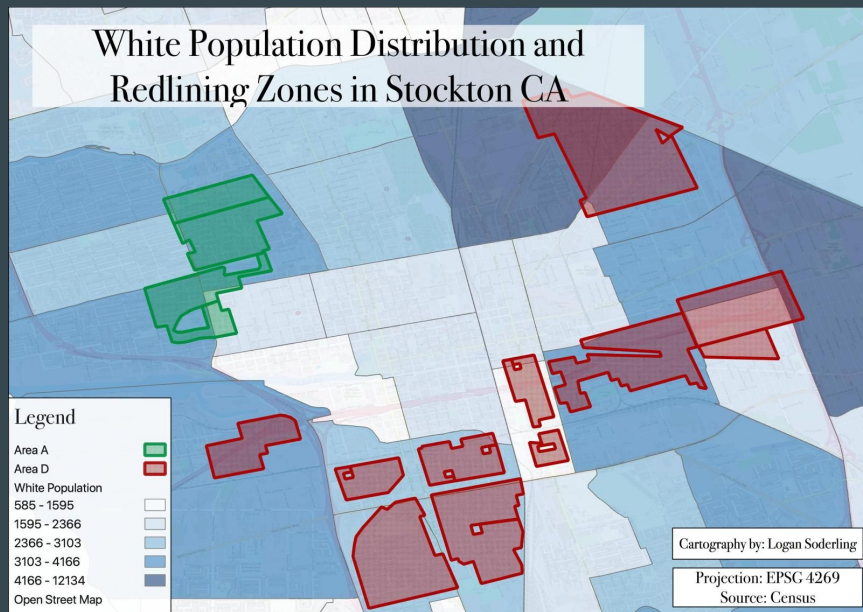 White Population Distribution and
Redlining Zones in Stockton CA
Legend
Area A
Area D
White Population
585 - 1595
1595 - 2366
2366 - 3103
3103 - 4166
4166 - 12134
Open Street Map
Cartography by: Logan Soderling
Projection: EPSG 4269
Source: Census